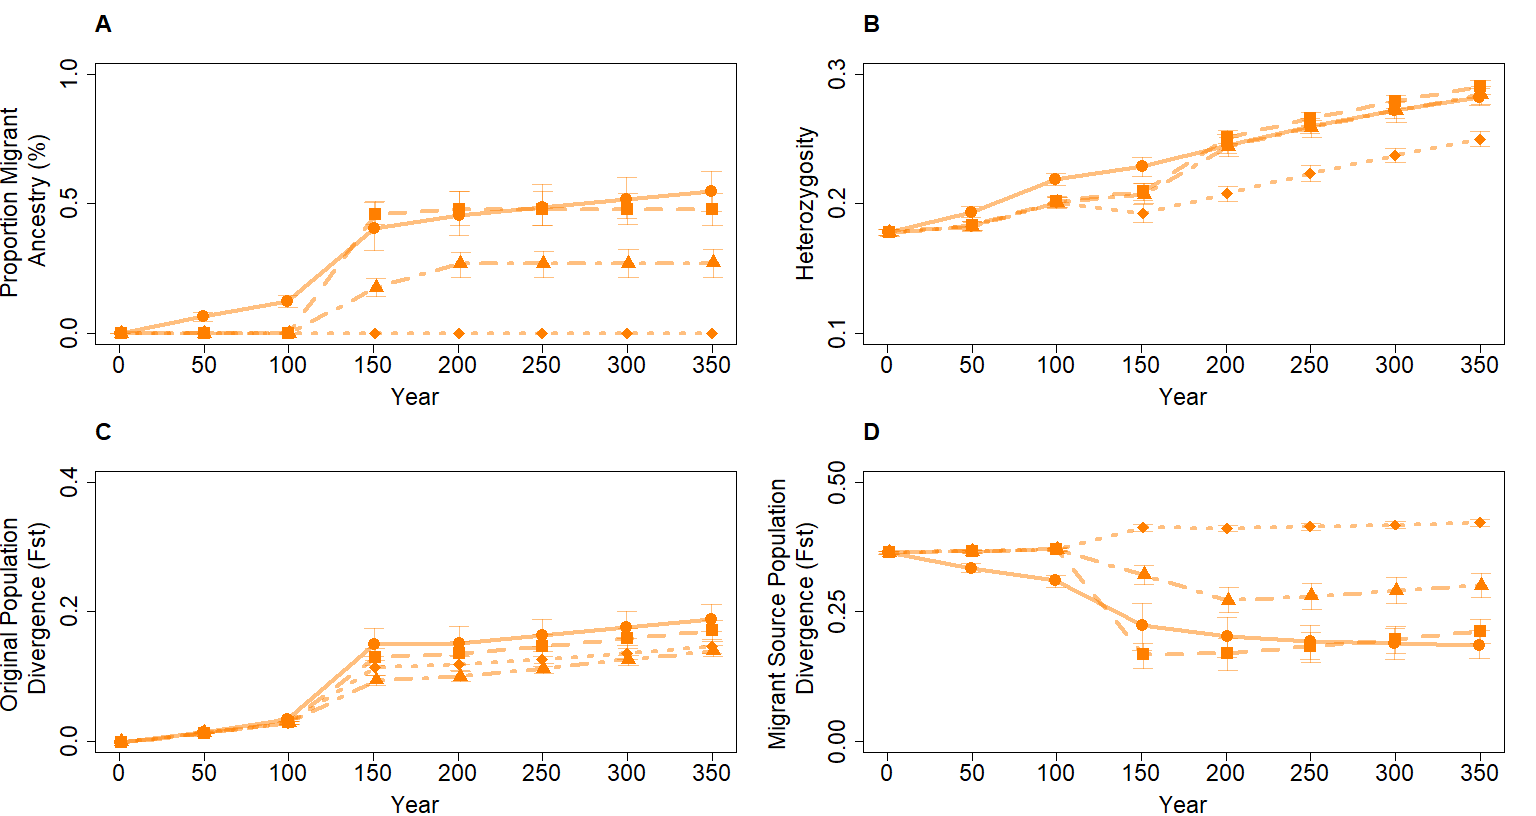 A
Proportion Migrant
Ancestry (%)
1.0
0.5
0.0
0 50 100 150 200 250 300 350
Year
B
Heterozygosity
0.3
0.2
0.1
0 50 100 150 200 250 300 350
Year
C
Original Population
Divergence (Fst)
0.4
0.2
0.0
0 50 100 150 200 250 300 350
Year
D
Migrant Source Population
Divergence (Fst)
0.50
0.25
0.00
0 50 100 150 200 250 300 350
Year